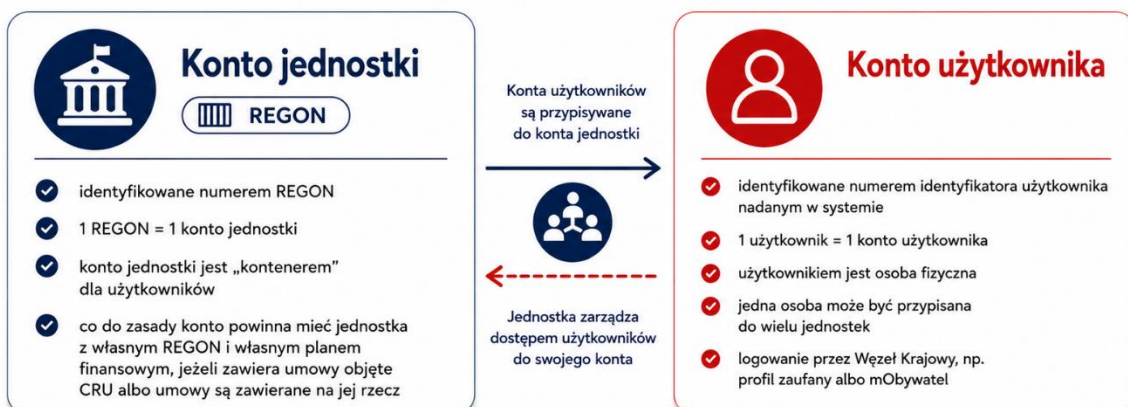 Konto jednostki
REGON
identyfikowane numerem REGON
1 REGON = 1 konto jednostki
konto jednostki jest „kontenerem”
dla użytkowników
co do zasady konto powinna mieć jednostka
z własnym REGON i własnym planem
finansowym, jeżeli zawiera umowy objęte
CRU albo umowy są zawierane na jej rzecz
Konta użytkowników
są przypisywane
do konta jednostki
Jednostka zarządza
dostępem użytkowników
do swojego konta
Konto użytkownika
identyfikowane numerem identyfikatora użytkownika
nadanym w systemie
1 użytkownik = 1 konto użytkownika
użytkownikiem jest osoba fizyczna
jedna osoba może być przypisana
do wielu jednostek
logowanie przez Węzeł Krajowy, np.
profil zaufany albo mObywatel